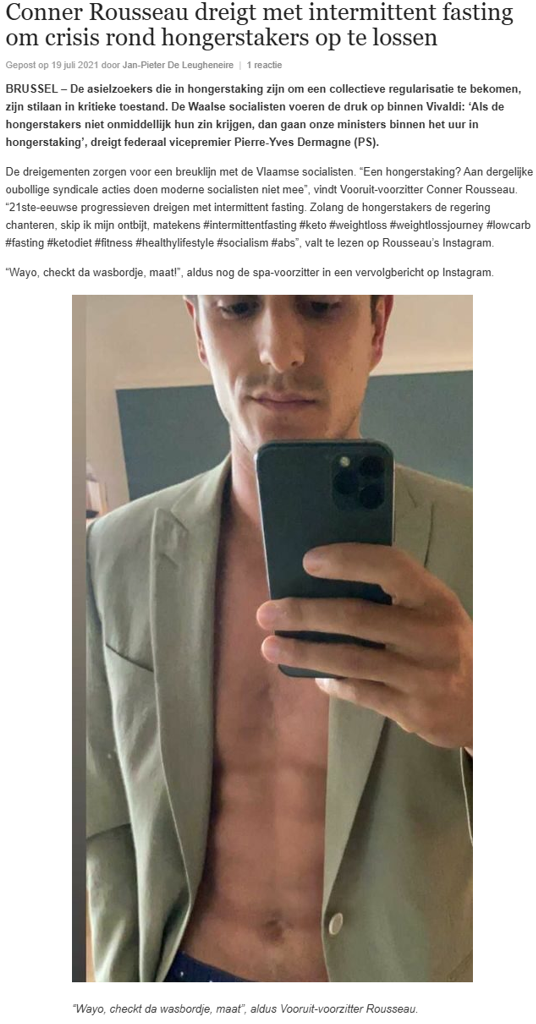 Conner Rousseau dreigt met intermittent fasting
om crisis rond hongerstakers op te lossen
Gepost op 19 juli 2021 door Jan-Pieter De Leugheneire | 1 reactie
BRUSSEL – De asielzoekers die in hongerstaking zijn om een collectieve regularisatie te bekomen,
zijn stilaan in kritieke toestand. De Waalse socialisten voeren de druk op binnen Vivaldi: ‘Als de
hongerstakers niet onmiddellijk hun zin krijgen, dan gaan onze ministers binnen het uur in
hongerstaking’, dreigt federaal vicepremier Pierre-Yves Dermagne (PS).
De dreigementen zorgen voor een breuklijn met de Vlaamse socialisten. “Een hongerstaking? Aan dergelijke
oubollige syndicale acties doen moderne socialisten niet mee”, vindt Vooruit-voorzitter Conner Rousseau.
“21ste-eeuwse progressieven dreigen met intermittent fasting. Zolang de hongerstakers de regering
chanteren, skip ik mijn ontbijt, matekens #intermittentfasting #keto #weightloss #weightlossjourney #lowcarb
#fasting #ketodiet #fitness #healthylifestyle #socialism #abs”, valt te lezen op Rousseau’s Instagram.
“Wayo, checkt da wasbordje, maat!”, aldus nog de spa-voorzitter in een vervolgbericht op Instagram.
“Wayo, checkt da wasbordje, maat”, aldus Vooruit-voorzitter Rousseau.